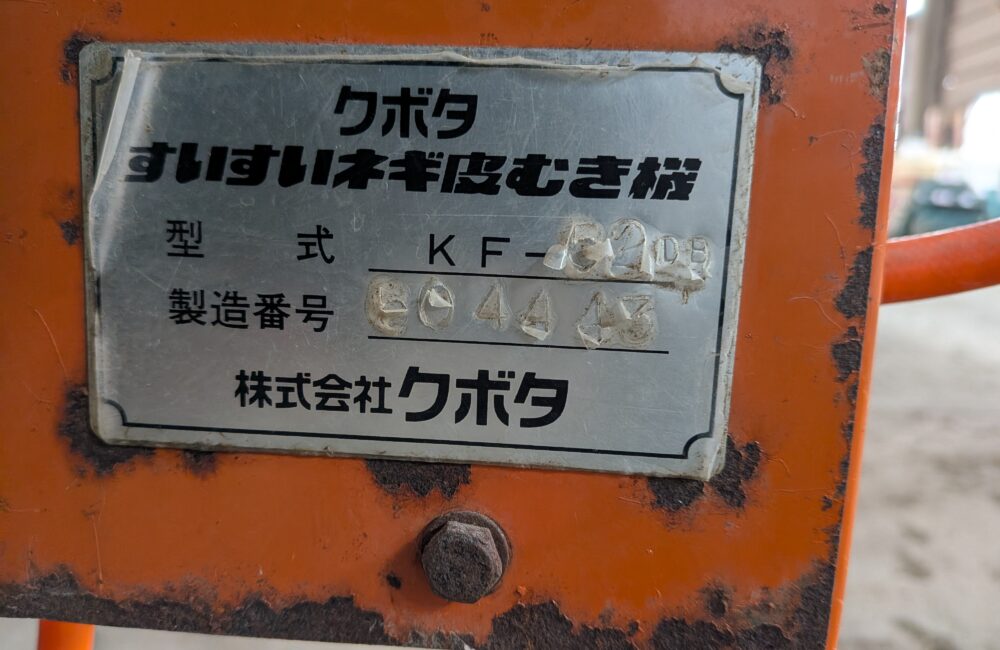 クボタ
すいすいネギ皮むき機
型式 KF-
製造番号
株式会社クボタ